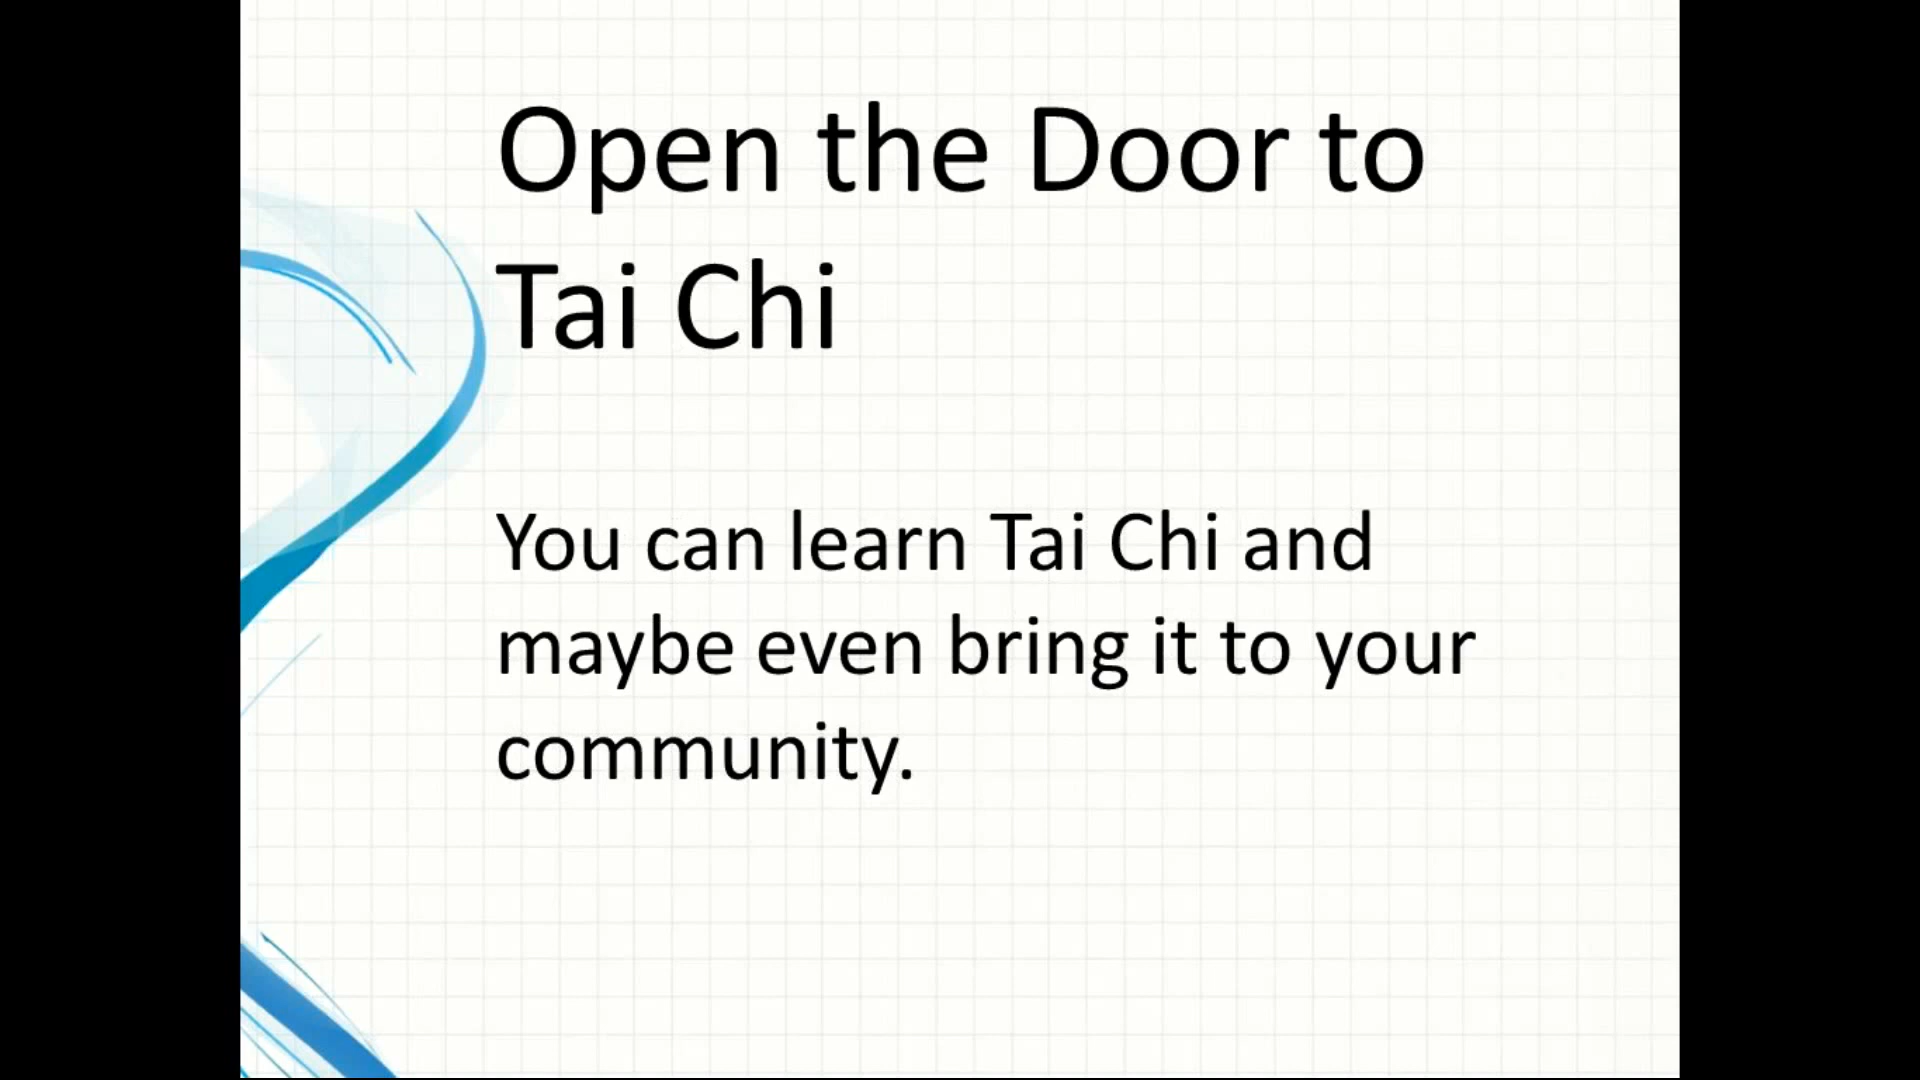 Open the Door to
Tai Chi
You can learn Tai Chi and
maybe even bring it to your
community.